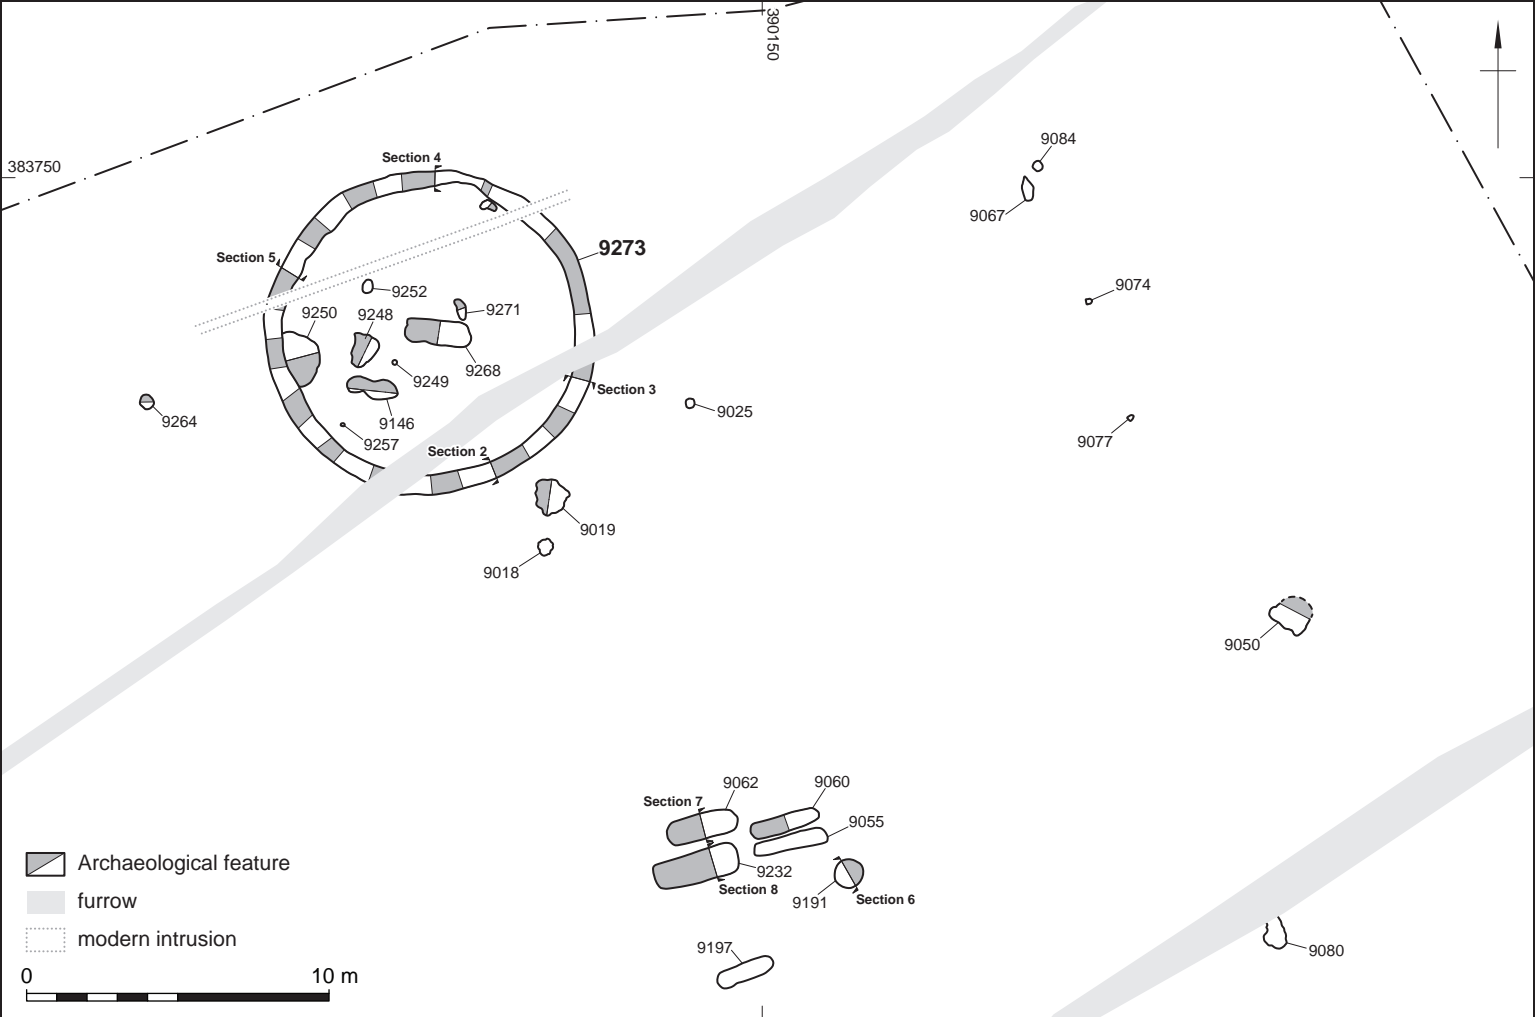 390150
383750
Section 4
9084
9067
Section 5
9273
9252
9074
9250
9248
9271
9268
9249
Section 3
9264
9146
9025
9257
9077
Section 2
9019
9018
9050
9062
9060
Section 7
9055
9232
Section 8
9191
Section 6
9197
9080
Archaeological feature
furrow
modern intrusion
0 10 m